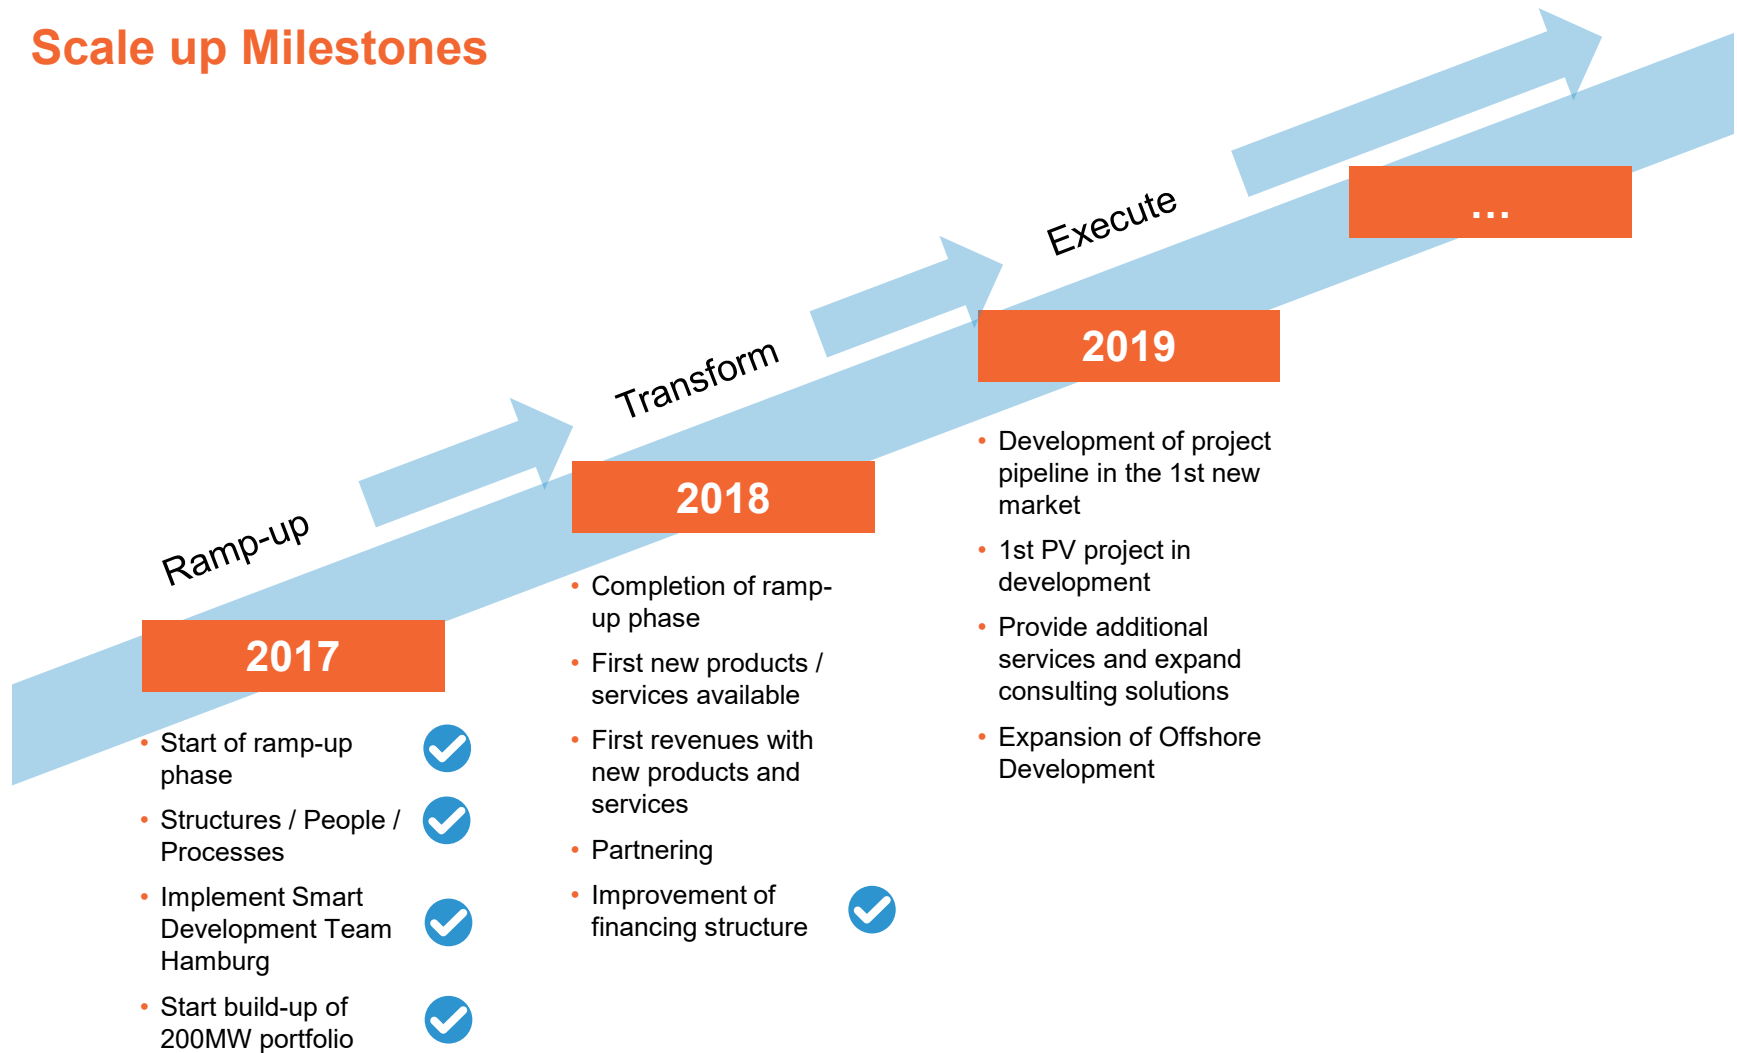 Scale up Milestones
Ramp-up
Transform
Execute
2017
• Start of ramp-up
phase
• Structures / People /
Processes
• Implement Smart
Development Team
Hamburg
• Start build-up of
200MW portfolio
2018
• Completion of ramp-
up phase
• First new products /
services available
• First revenues with
new products and
services
• Partnering
• Improvement of
financing structure
2019
• Development of project
pipeline in the 1st new
market
• 1st PV project in
development
• Provide additional
services and expand
consulting solutions
• Expansion of Offshore
Development
...